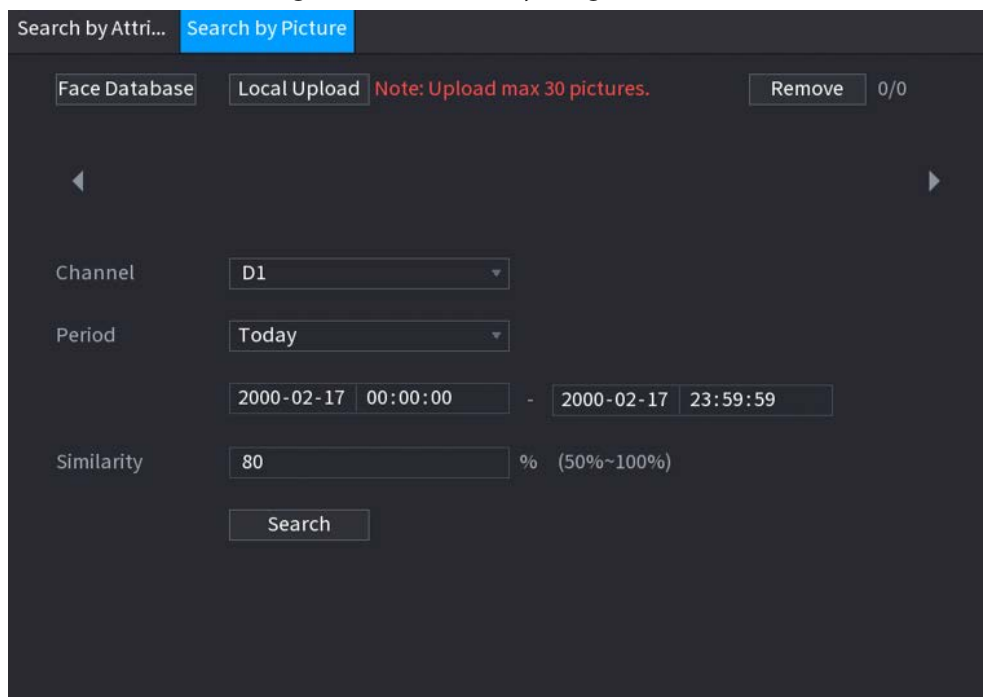 Search by Attri... Search by Picture
Face Database Local Upload Note: Upload max 30 pictures. Remove 0/0
Channel D1
Period Today
2000-02-17 00:00:00 - 2000-02-17 23:59:59
Similarity 80 % (50%~100%)
Search